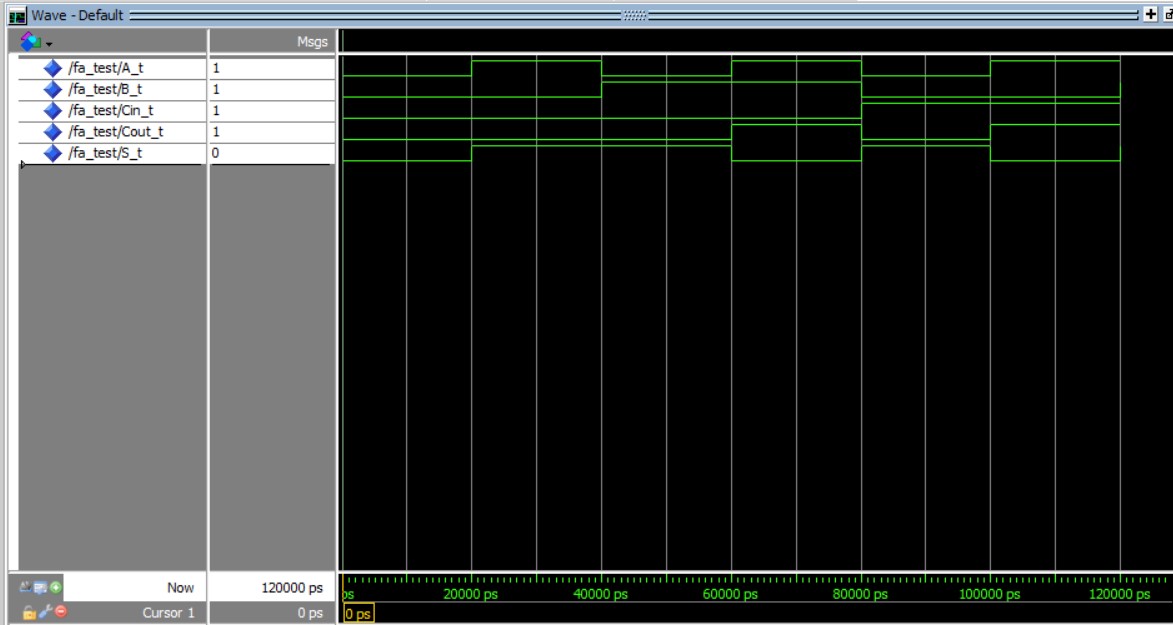 Wave - Default
Msgs
/fa_test/A_t 1
/fa_test/B_t 1
/fa_test/Cin_t 1
/fa_test/Cout_t 1
/fa_test/S_t 0
Now 120000 ps ps 20000 ps 40000 ps 60000 ps 80000 ps 100000 ps 120000 ps
Cursor 1 0 ps 0 ps